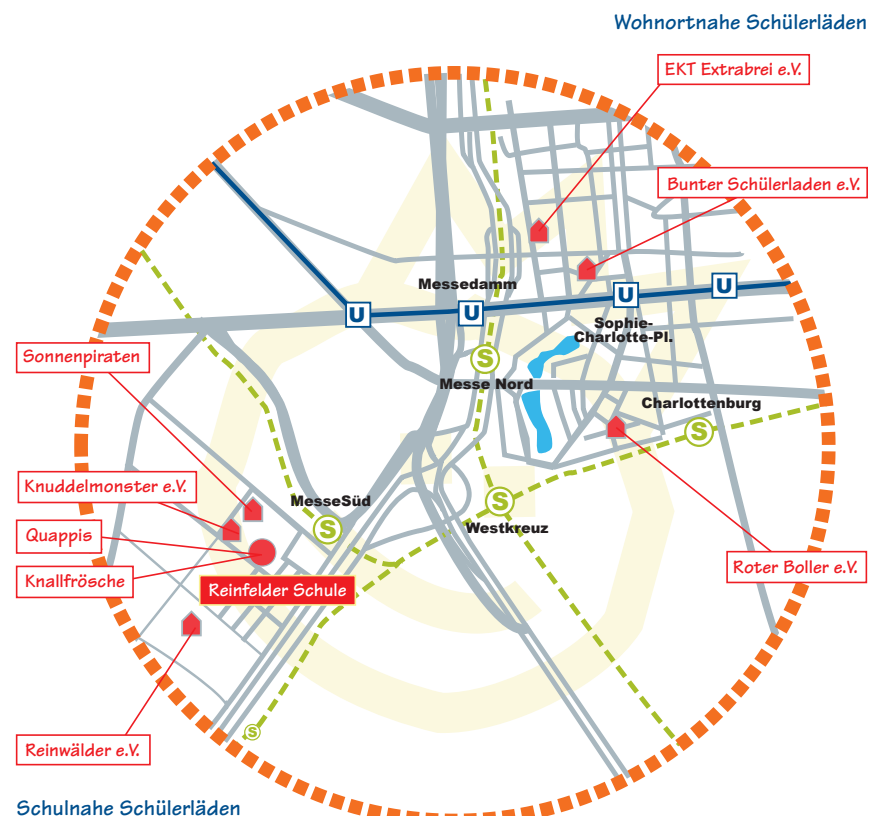 Wohnortnahe Schülerläden
EKT Extrabrei e.V.
Bunter Schülerladen e.V.
Messedamm
U
U
U
U
Sophie-
Charlotte-Pl.
Sonnenpiraten
S
Messe Nord
Charlottenburg
S
Knuddelmonster e.V.
MesseSüd
S
S
Westkreuz
Quappis
Knallfrösche
Roter Boller e.V.
Reinfelder Schule
S
Reinwälder e.V.
Schulnahe Schülerläden